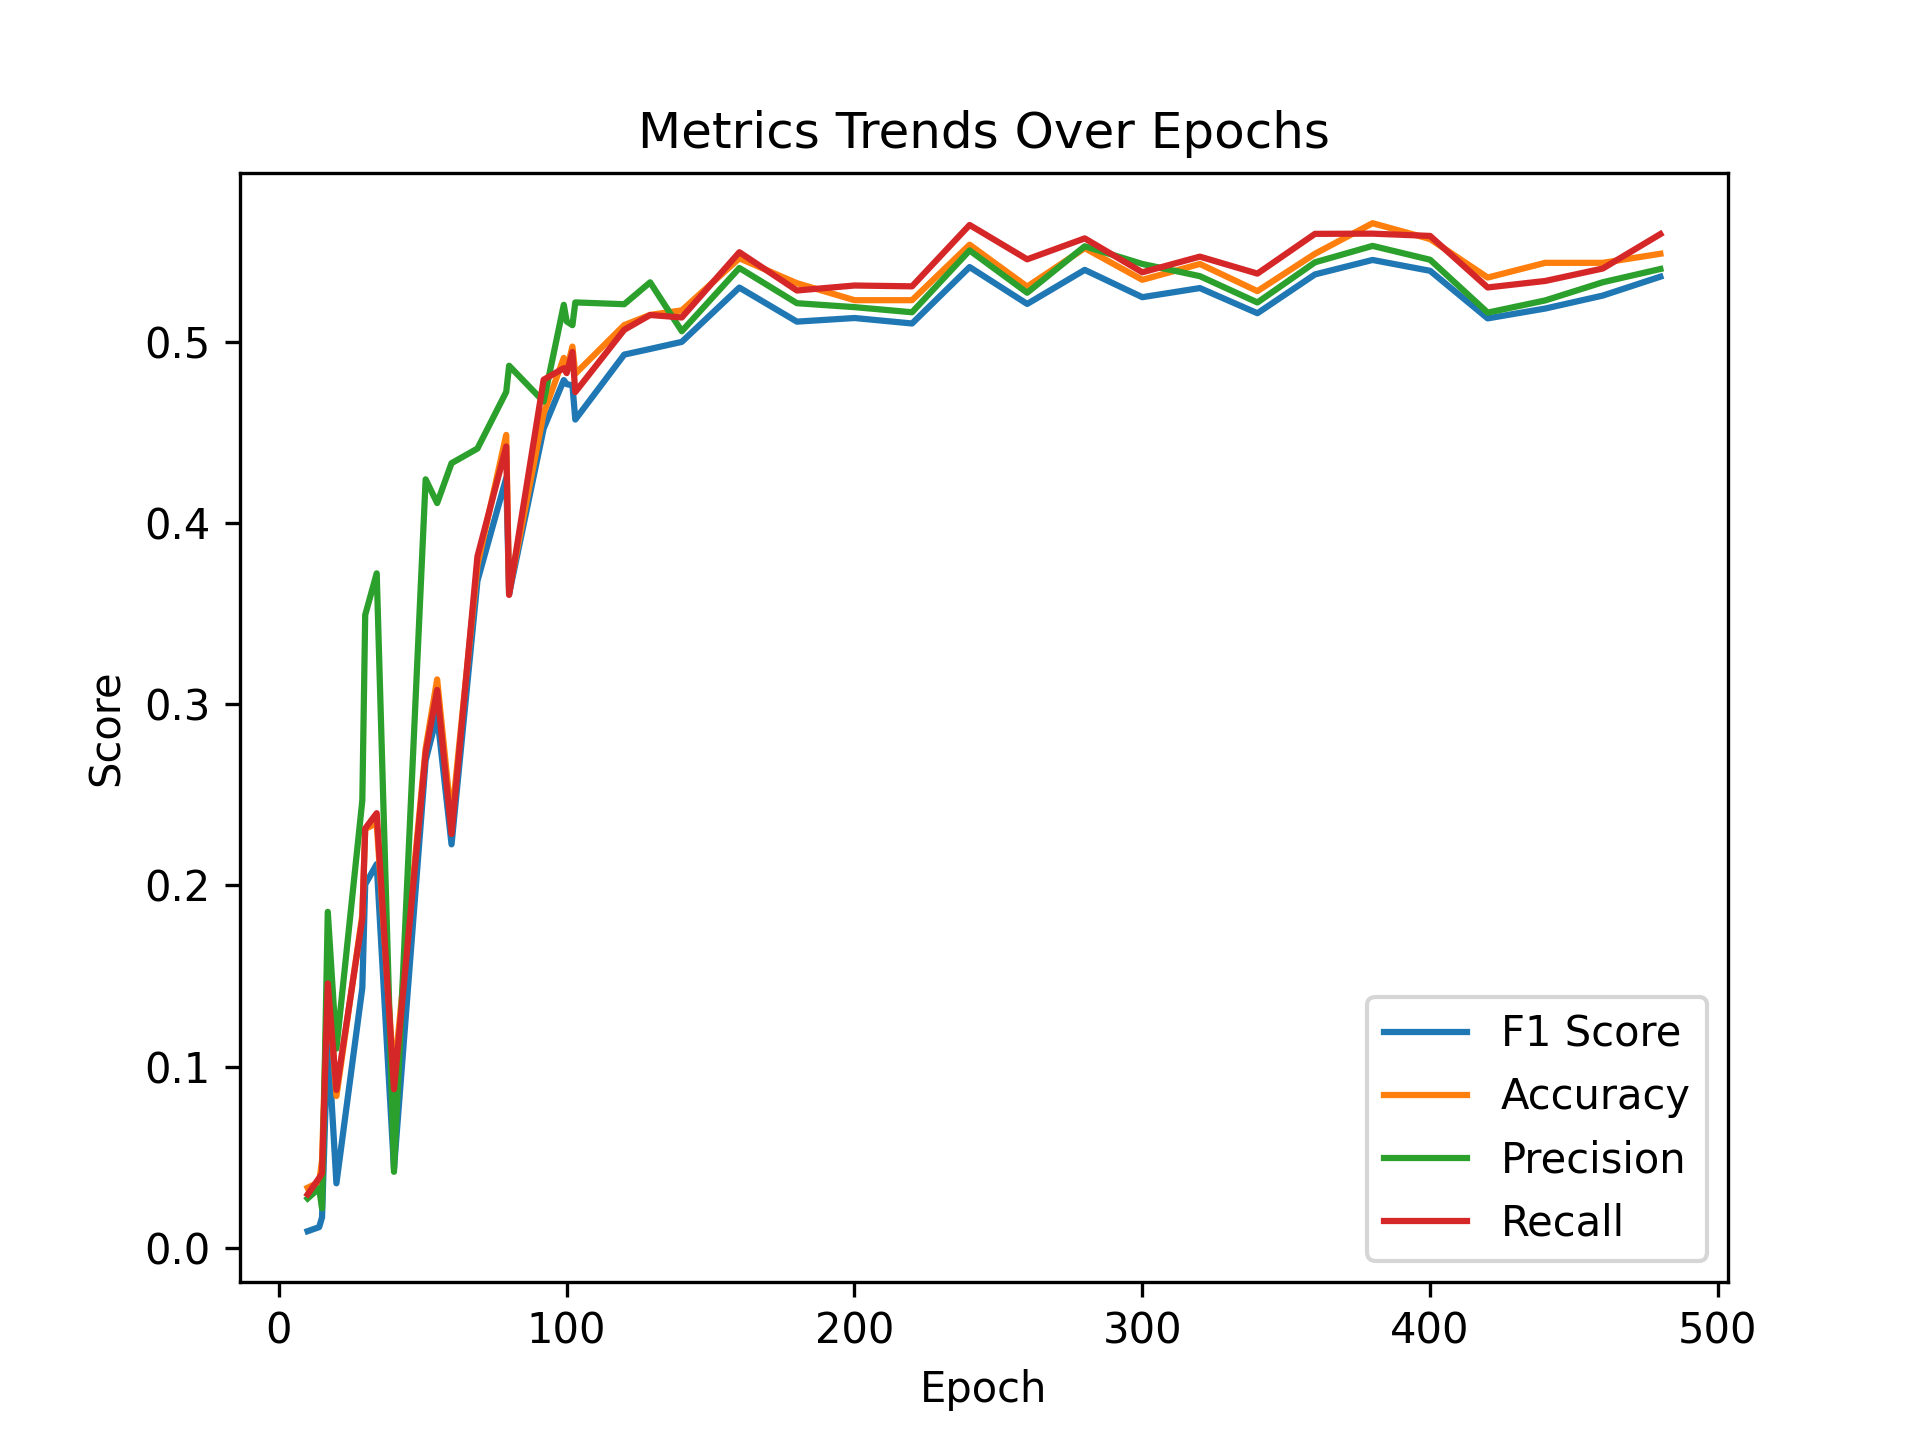 Metrics Trends Over Epochs
Score
0.5
0.4
0.3
0.2
0.1
0.0
0 100 200 300 400 500
Epoch
F1 Score
Accuracy
Precision
Recall